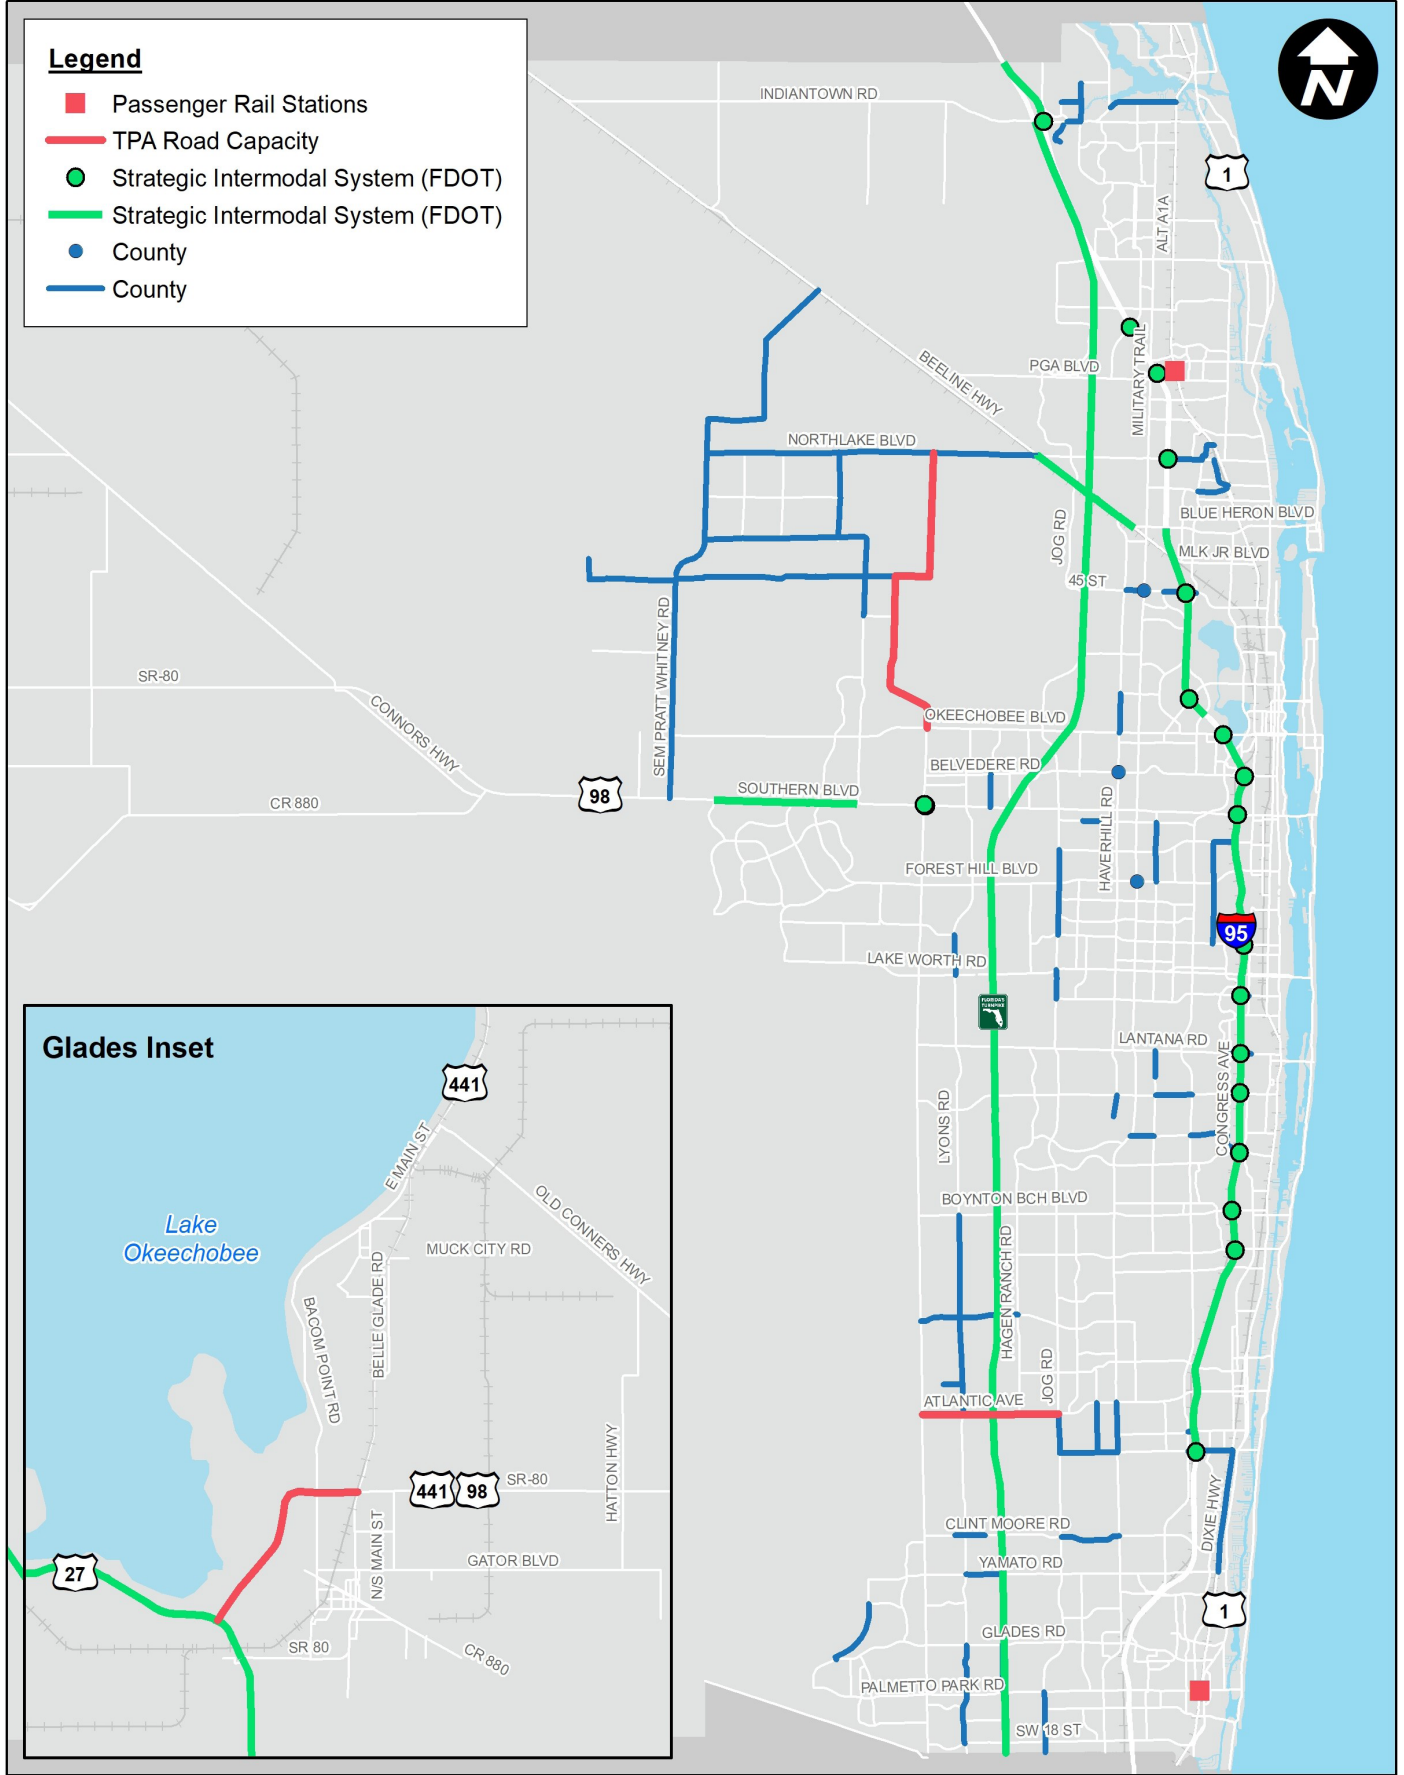 Legend
Passenger Rail Stations
TPA Road Capacity
Strategic Intermodal System (FDOT)
Strategic Intermodal System (FDOT)
County
County
N
INDIANTOWN RD
1
ALT A1A
MILITARY TRAIL
PGA BLVD
BEELINE HWY
NORTHLAKE BLVD
BLUE HERON BLVD
JOG RD
MLK JR BLVD
45 ST
SEM PRATT WHITNEY RD
SR-80
CONNORS HWY
OKEECHOBEE BLVD
BELVEDERE RD
98
SOUTHERN BLVD
CR 880
HAVERHILL RD
FOREST HILL BLVD
95
LAKE WORTH RD
FLORIDA'S
TURNPIKE
LANTANA RD
CONGRESS AVE
LYONS RD
BOYNTON BCH BLVD
HAGEN RANCH RD
JOG RD
ATLANTIC AVE
DIXIE HWY
CLINT MOORE RD
YAMATO RD
1
GLADES RD
PALMETTO PARK RD
SW 18 ST
Glades Inset
441
E MAIN ST
OLD CONNERS HWY
Lake
Okeechobee
MUCK CITY RD
BELLE GLADE RD
BACOM POINT RD
HATTON HWY
441
98
SR-80
N/S MAIN ST
GATOR BLVD
27
SR 80
CR 880